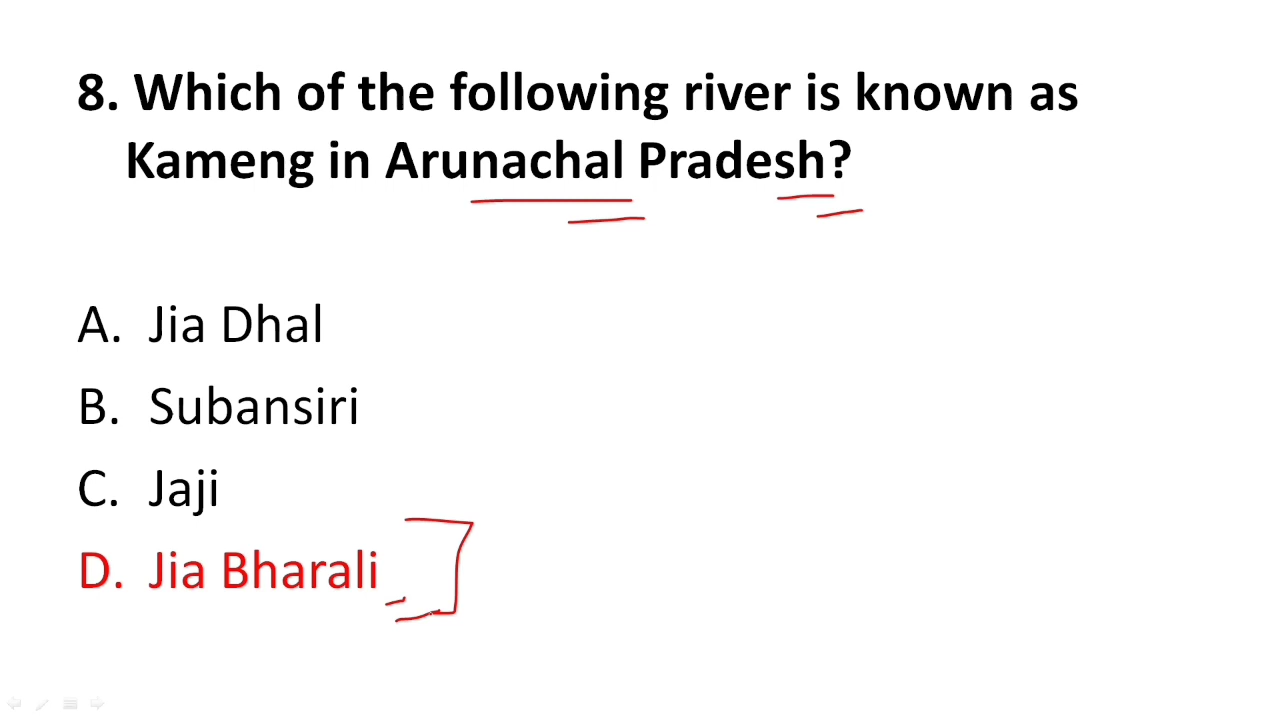 8. Which of the following river is known as
Kameng in Arunachal Pradesh?
A. Jia Dhal
B. Subansiri
C. Jaji
D. Jia Bharali